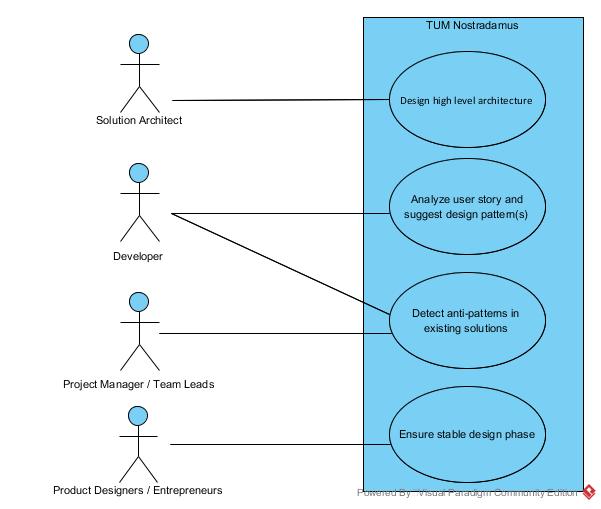 TUM Nostradamus
Solution Architect
Design high level architecture
Developer
Analyze user story and
suggest design pattern(s)
Project Manager / Team Leads
Detect anti-patterns in
existing solutions
Product Designers / Entrepreneurs
Ensure stable design phase
Powered By Visual Paradigm Community Edition